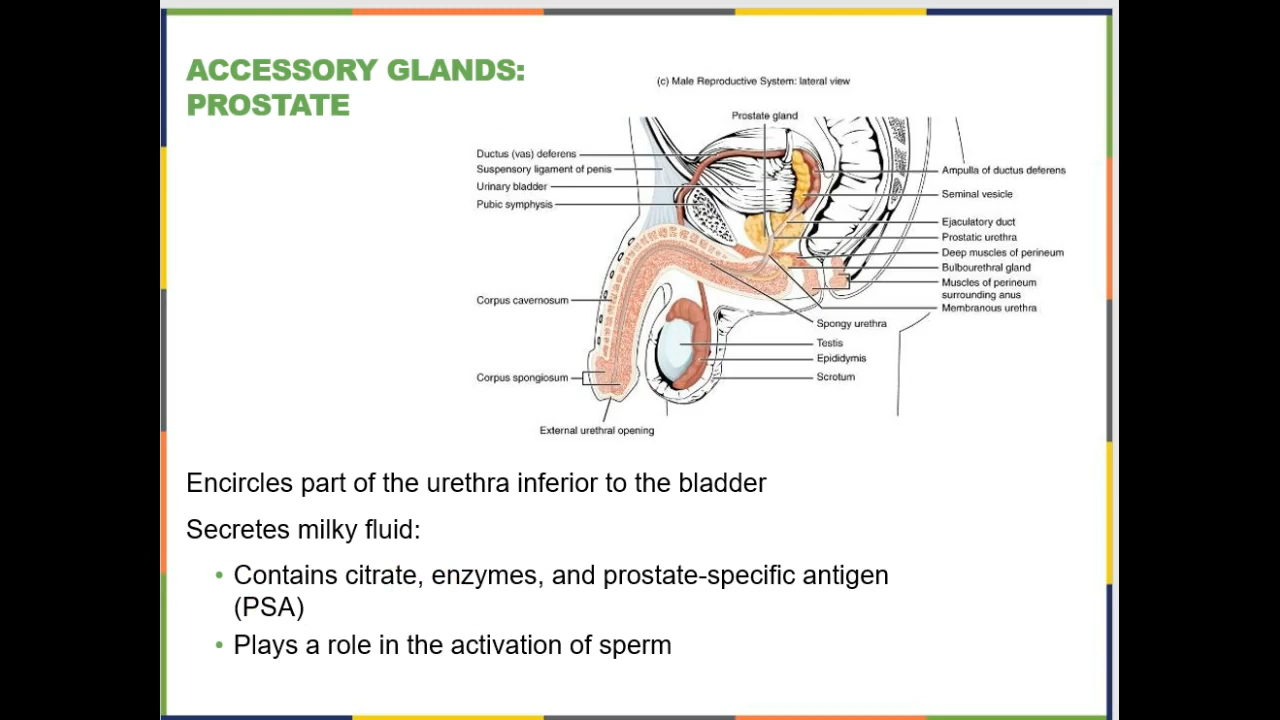 ACCESSORY GLANDS:
PROSTATE
(c) Male Reproductive System: lateral view
Prostate gland
Ductus (vas) deferens
Suspensory ligament of penis
Urinary bladder
Pubic symphysis
Corpus cavernosum
Corpus spongiosum
External urethral opening
Ampulla of ductus deferens
Seminal vesicle
Ejaculatory duct
Prostatic urethra
Deep muscles of perineum
Bulbourethral gland
Muscles of perineum
surrounding anus
Membranous urethra
Spongy urethra
Testis
Epididymis
Scrotum
Encircles part of the urethra inferior to the bladder
Secretes milky fluid:
• Contains citrate, enzymes, and prostate-specific antigen
(PSA)
• Plays a role in the activation of sperm